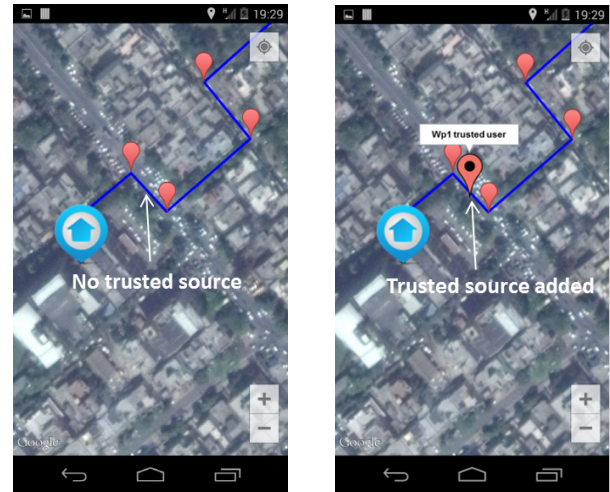 19:29
No trusted source
+
−
Google
19:29
Wp1 trusted user
Trusted source added
+
−
Google